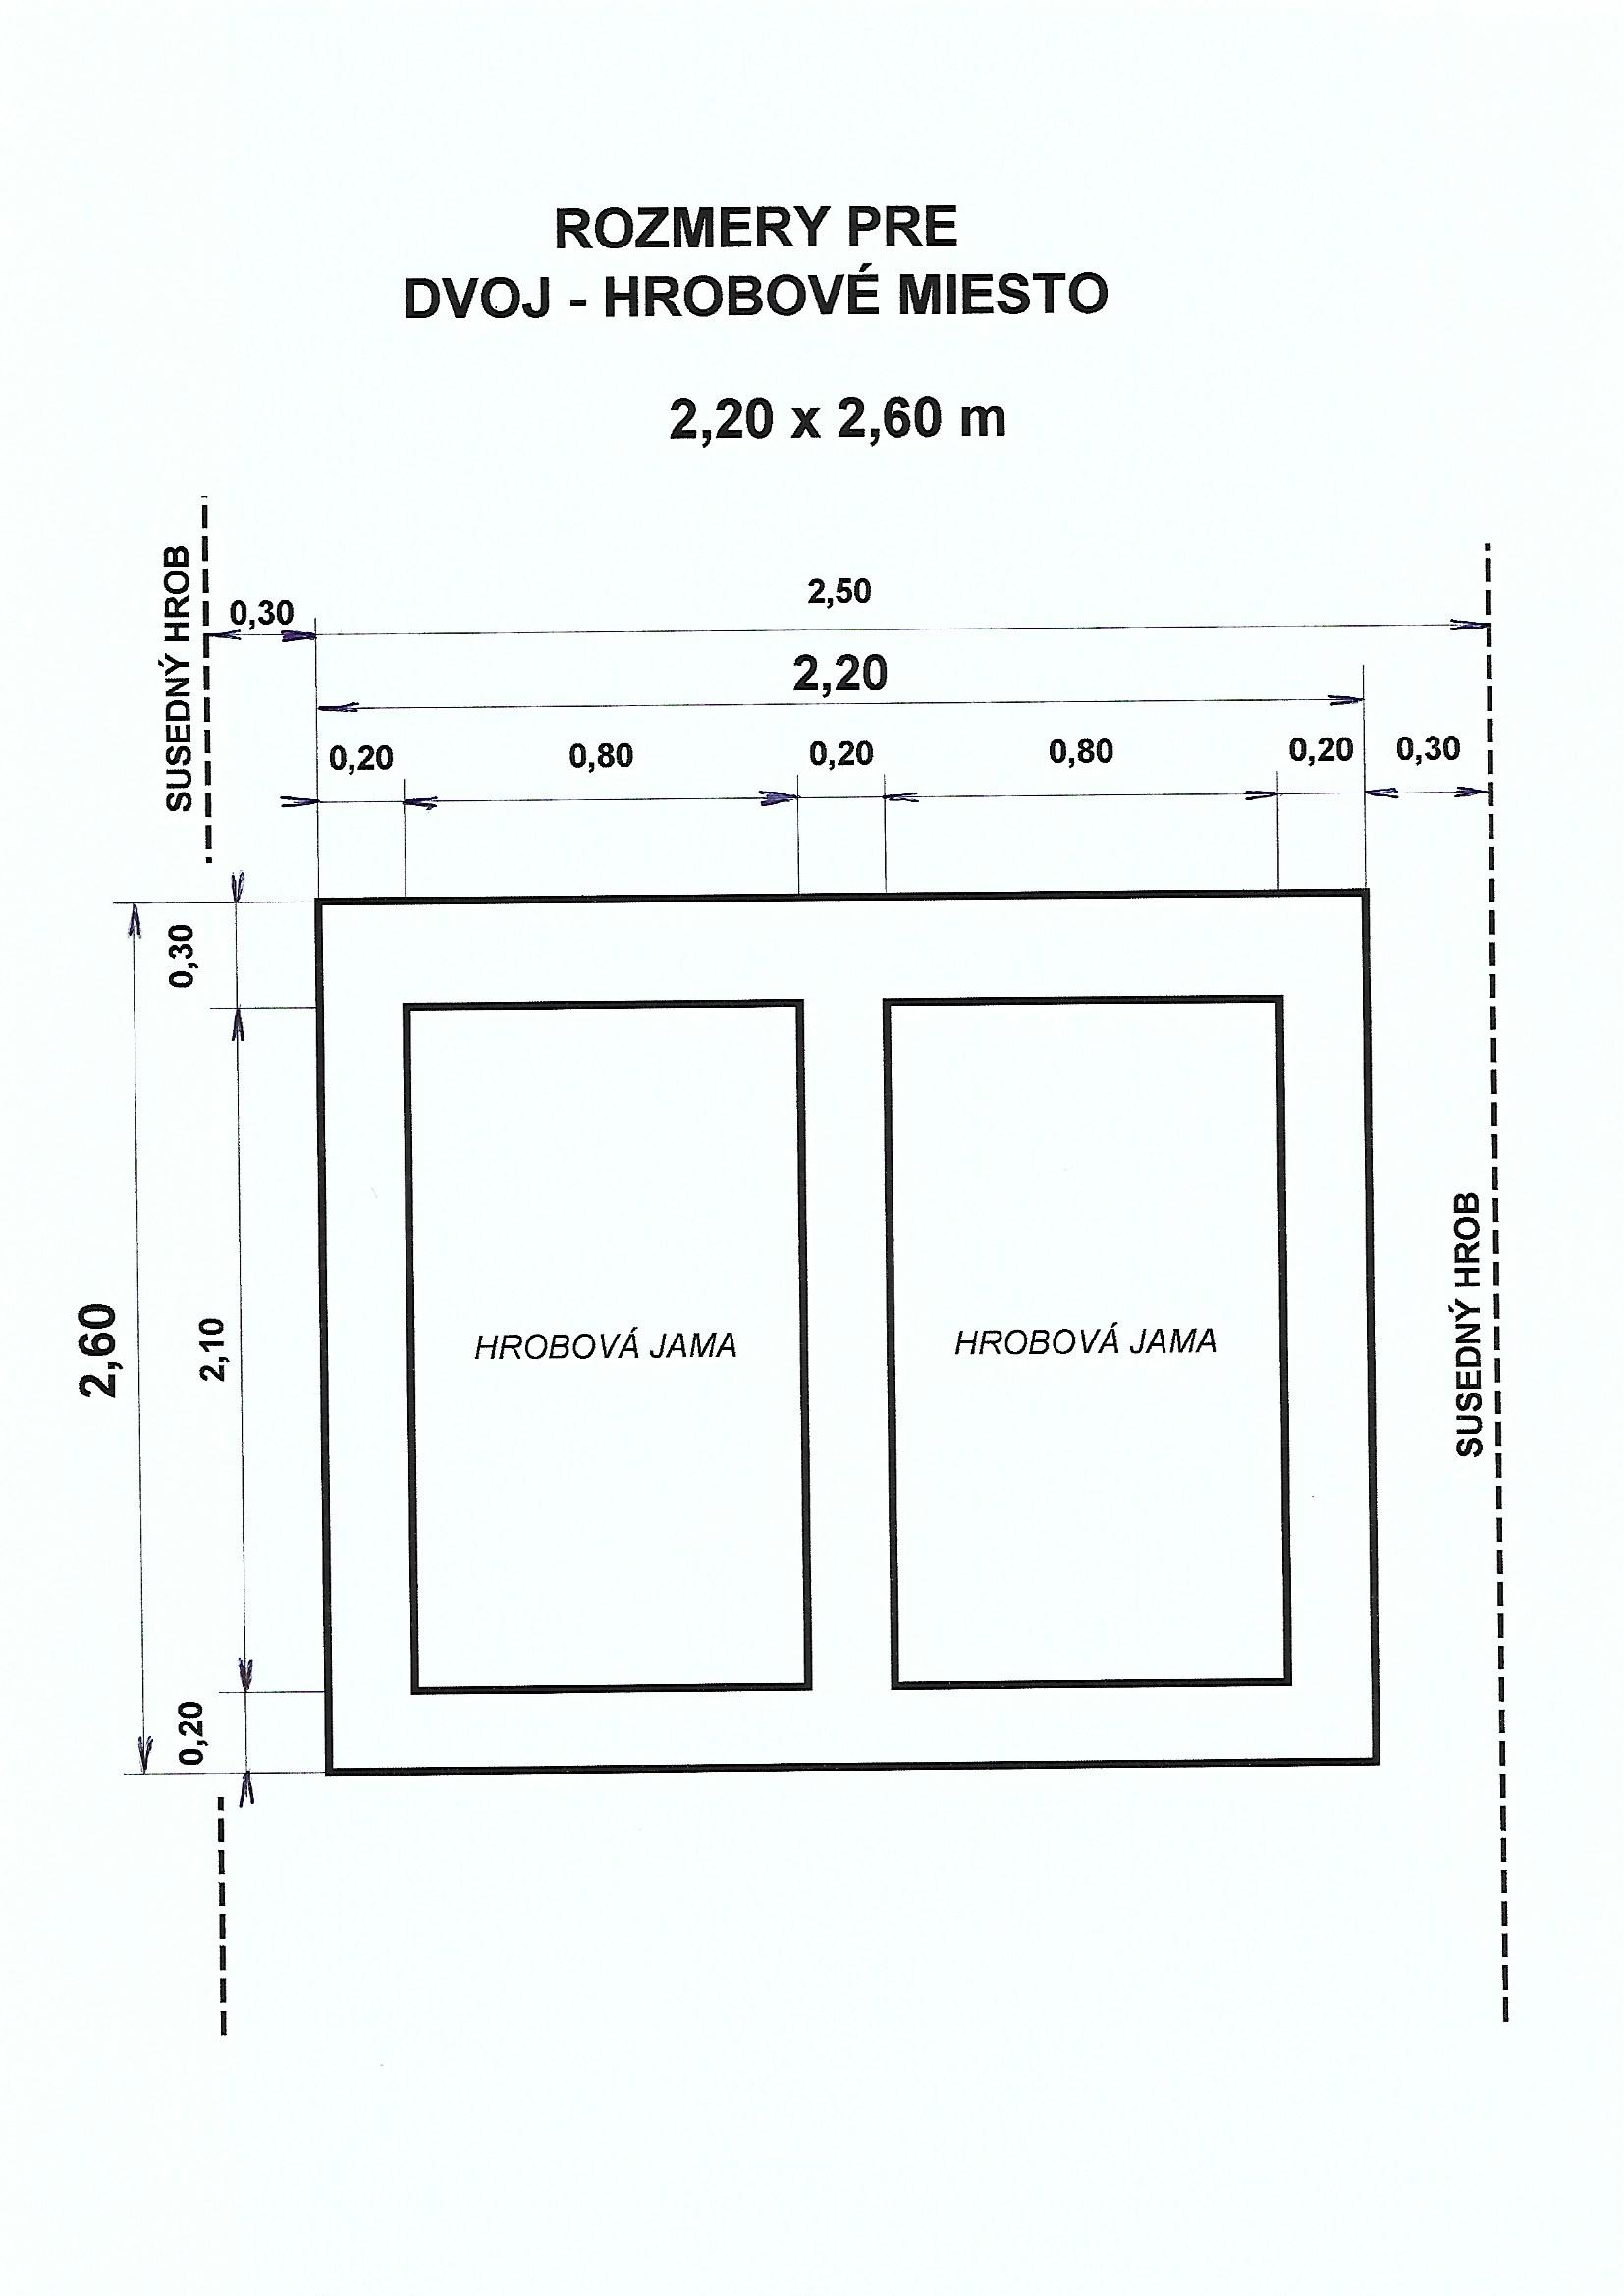 ROZMERY PRE
DVOJ - HROBOVÉ MIESTO
2,20 x 2,60 m
SUSEDNÝ HROB
0,30
2,50
2,20
0,20
0,80
0,20
0,80
0,20
0,30
0,30
2,60
2,10
HROBOVÁ JAMA
HROBOVÁ JAMA
SUSEDNÝ HROB
0,20